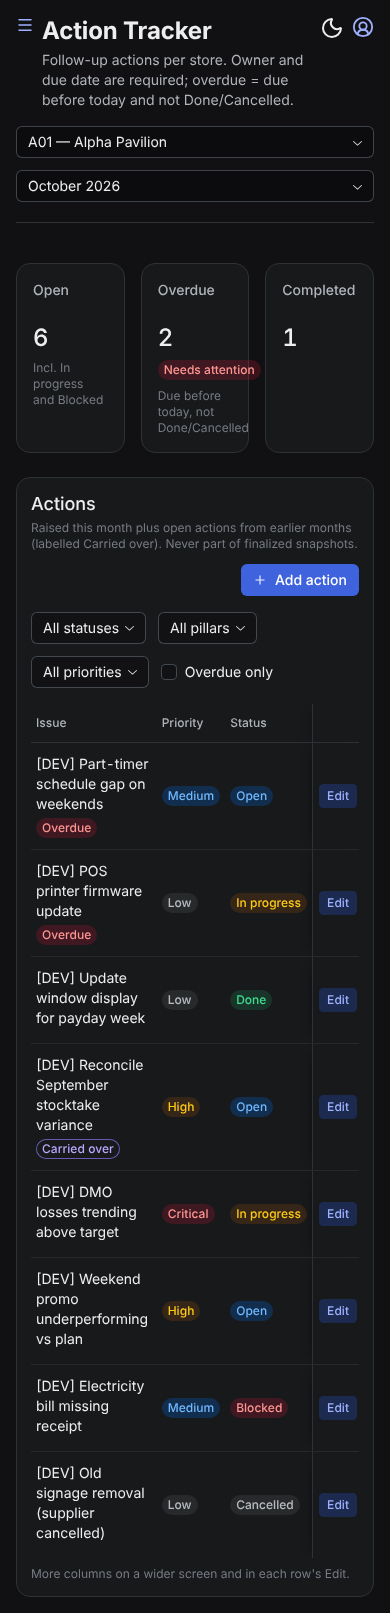 Action Tracker
Follow-up actions per store. Owner and
due date are required; overdue = due
before today and not Done/Cancelled.
A01 — Alpha Pavilion
October 2026
Open
6
Incl. In
progress
and Blocked
Overdue
2
Needs attention
Due before
today, not
Done/Cancelled
Completed
1
Actions
Raised this month plus open actions from earlier months
(labelled Carried over). Never part of finalized snapshots.
+ Add action
All statuses
All pillars
All priorities
Overdue only
Issue Priority Status
[DEV] Part-timer
schedule gap on
weekends
Overdue
Medium Open Edit
[DEV] POS
printer firmware
update
Overdue
Low In progress Edit
[DEV] Update
window display
for payday week
Low Done Edit
[DEV] Reconcile
September
stocktake
variance
Carried over
High Open Edit
[DEV] DMO
losses trending
above target
Critical In progress Edit
[DEV] Weekend
promo
underperforming
vs plan
High Open Edit
[DEV] Electricity
bill missing
receipt
Medium Blocked Edit
[DEV] Old
signage removal
(supplier
cancelled)
Low Cancelled Edit
More columns on a wider screen and in each row's Edit.